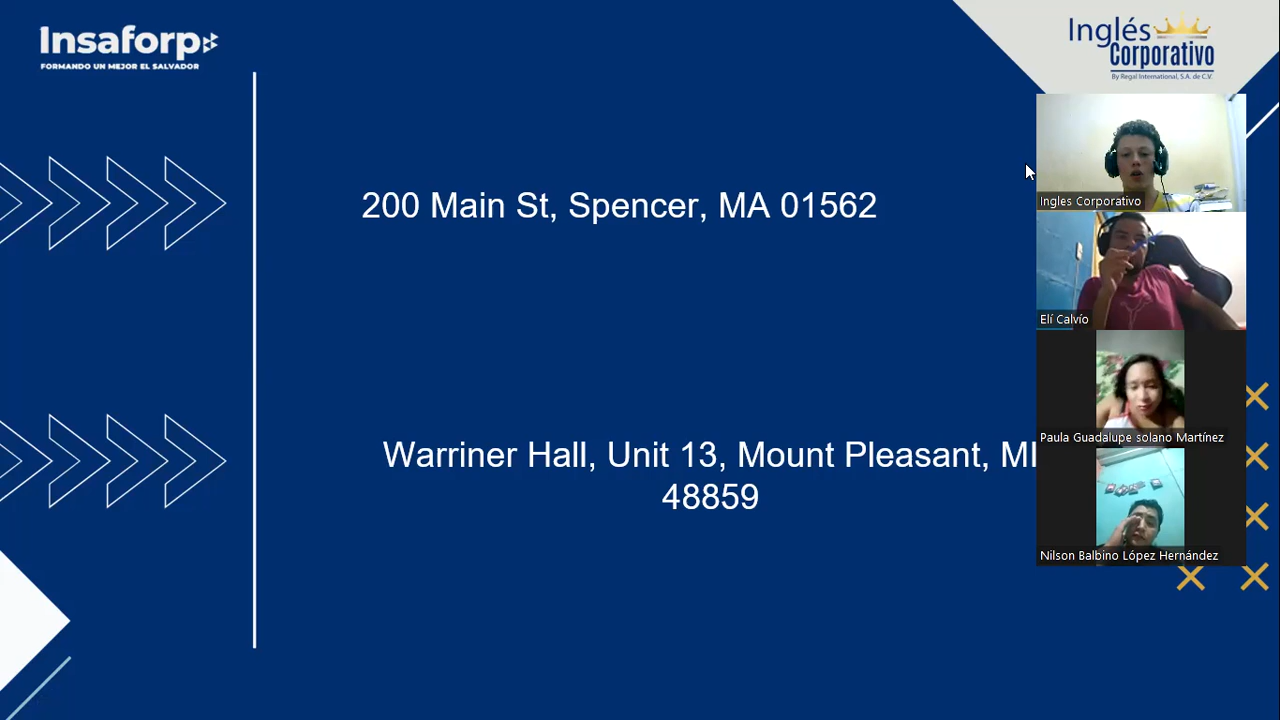 Insaforp
FORMANDO UN MEJOR EL SALVADOR
Inglés
Corporativo
By Regal International, S.A. de C.V.
200 Main St, Spencer, MA 01562
Warriner Hall, Unit 13, Mount Pleasant, MI
48859
Ingles Corporativo
Elí Calvío
Paula Guadalupe solano Martínez
Nilson Balbino López Hernández